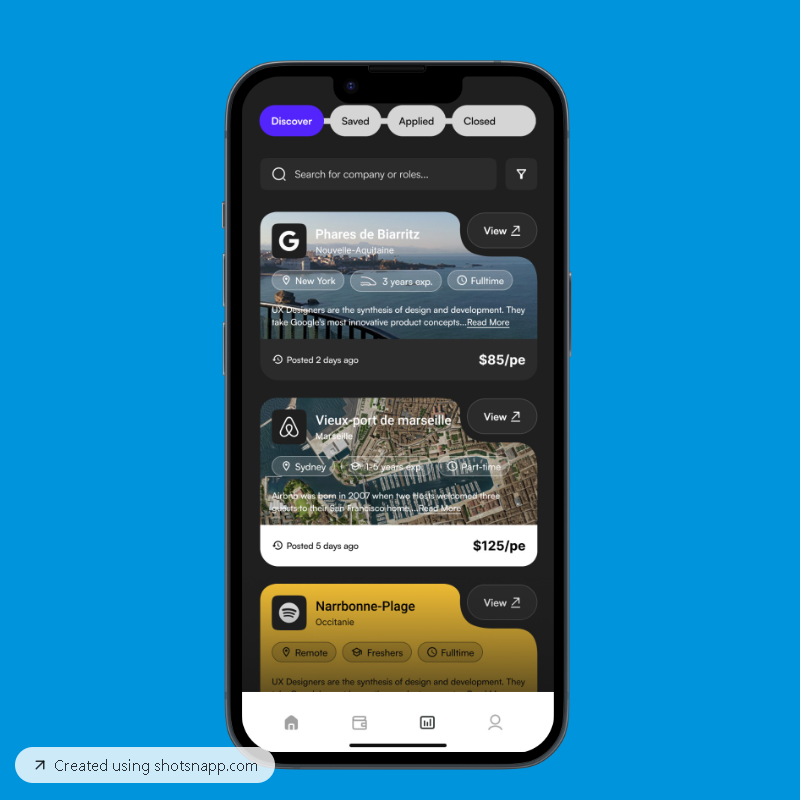 Discover Saved Applied Closed
Search for company or roles...
Phares de Biarritz
View
Nouvelle-Aquitaine
New York 3 years exp. Fulltime
UX Designers are the synthesis of design and development. They
take Google's most innovative product concepts...Read More
Posted 2 days ago $85/pe
Vieux-port de marseille
View
Marseille
Sydney 1-5 years exp. Part-time
Airbnb was born in 2007 when two Hosts welcomed three
guests to their San Francisco home....Read More
Posted 5 days ago $125/pe
Narrbonne-Plage
View
Occitanie
Remote Freshers Fulltime
UX Designers are the synthesis of design and development. They
Created using shotsnapp.com